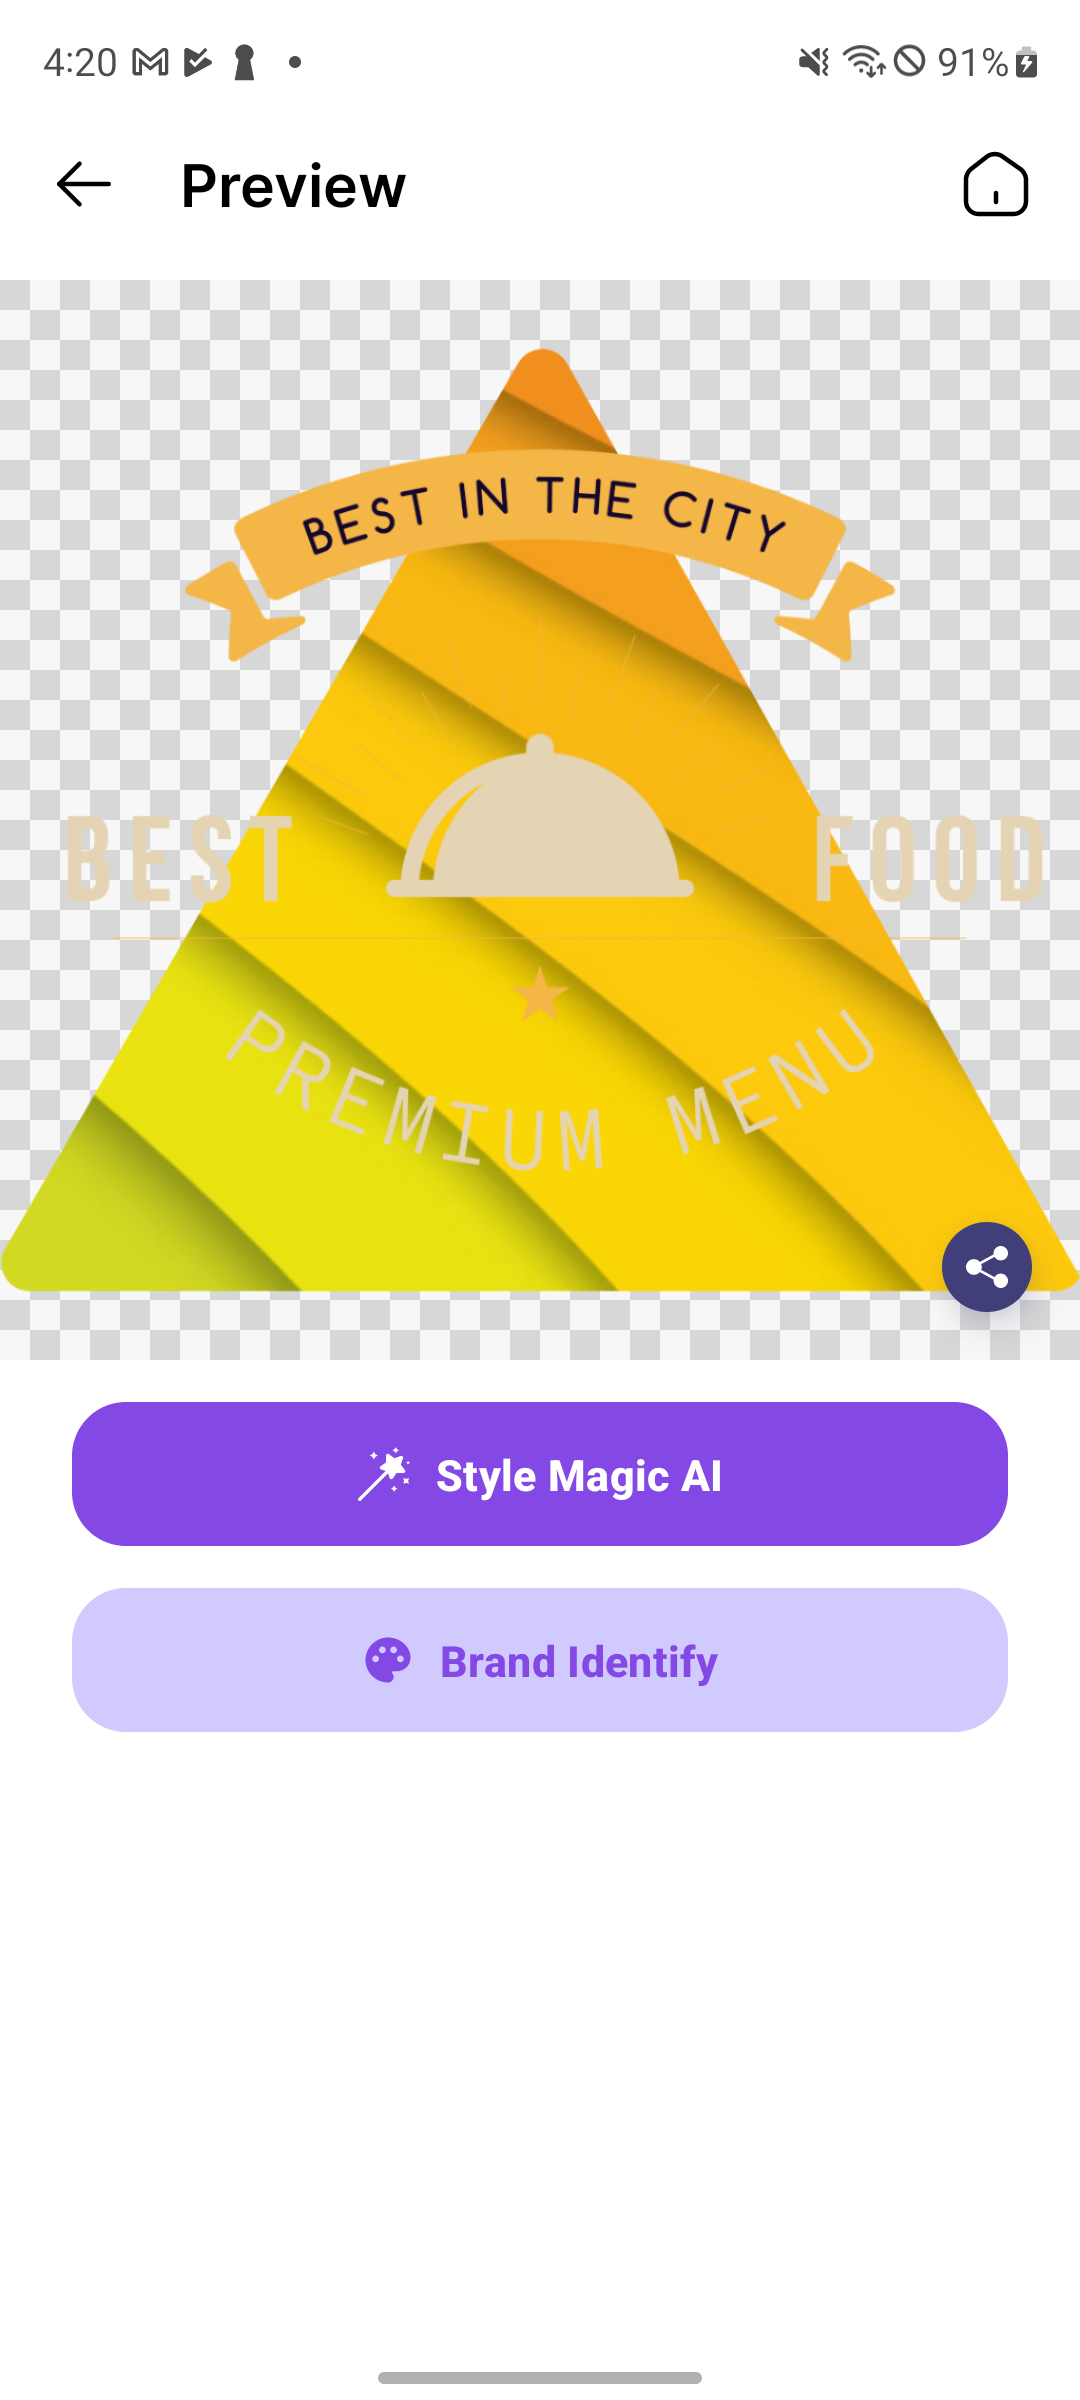 4:20
91%
Preview
BEST IN THE CITY
BEST FOOD
PREMIUM MENU
Style Magic AI
Brand Identify